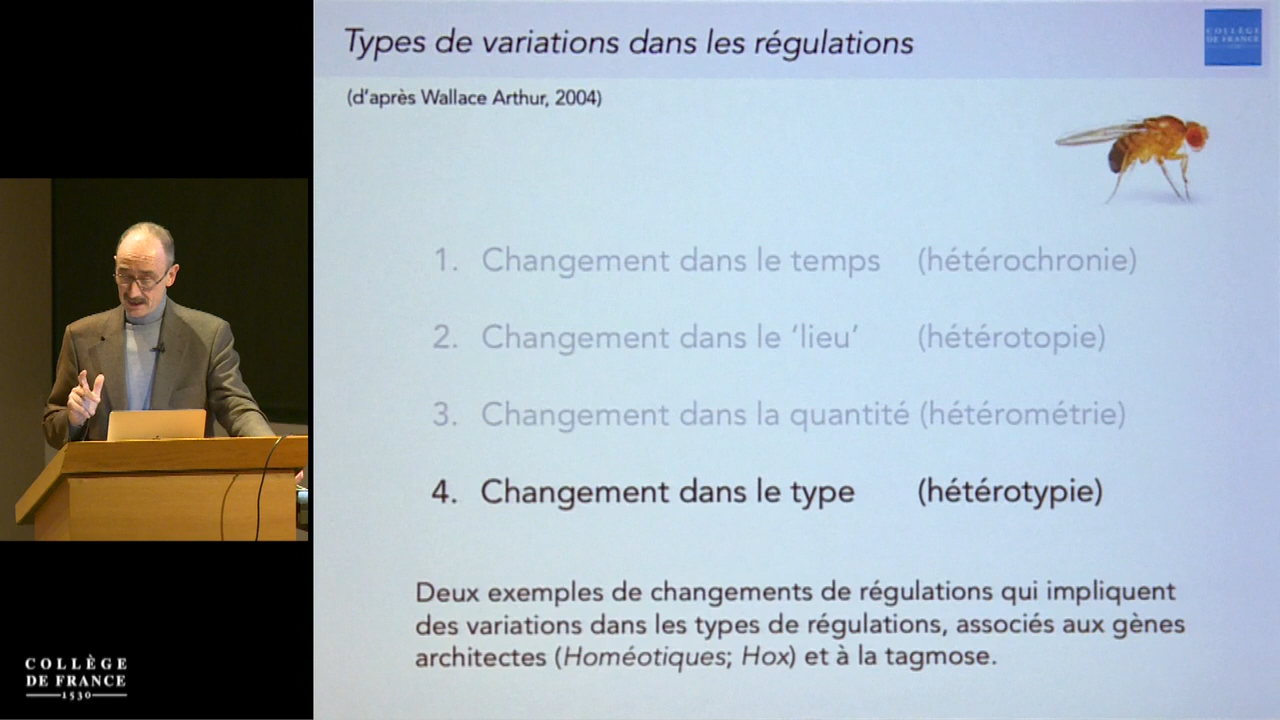 Types de variations dans les régulations
COLLÈGE
DE FRANCE
(d'après Wallace Arthur, 2004)
1. Changement dans le temps (hétérochronie)
2. Changement dans le 'lieu' (hétérotopie)
3. Changement dans la quantité (hétérométrie)
4. Changement dans le type (hétérotypie)
Deux exemples de changements de régulations qui impliquent
des variations dans les types de régulations, associés aux gènes
architectes (Homéotiques; Hox) et à la tagmose.
COLLÈGE
DE FRANCE
1530